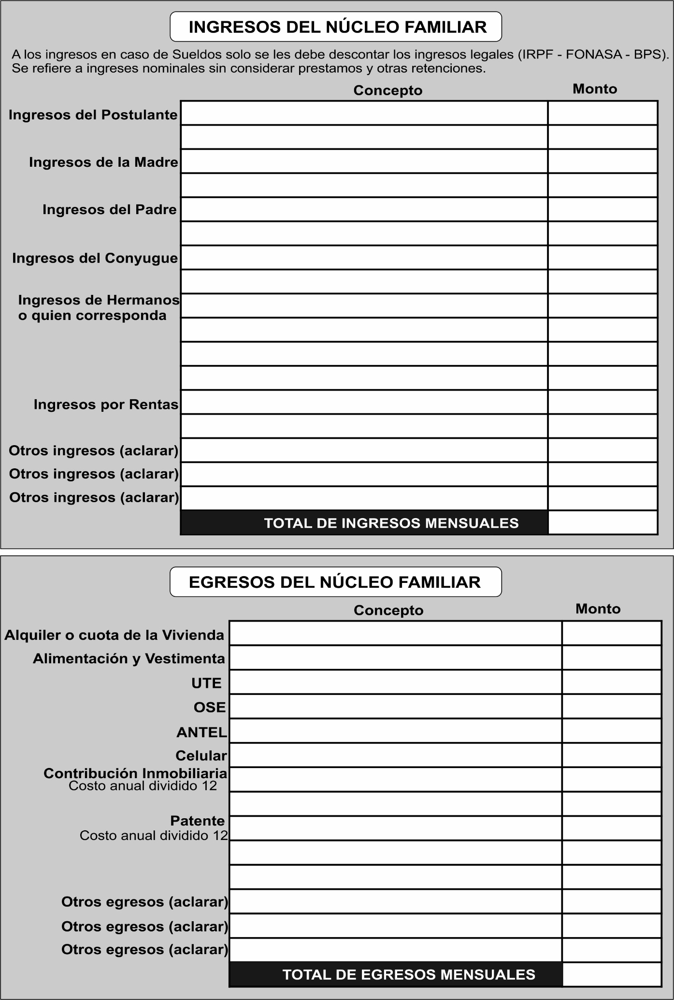 INGRESOS DEL NÚCLEO FAMILIAR
A los ingresos en caso de Sueldos solo se les debe descontar los ingresos legales (IRPF - FONASA - BPS).
Se refiere a ingreses nominales sin considerar prestamos y otras retenciones.
Concepto Monto
Ingresos del Postulante
Ingresos de la Madre
Ingresos del Padre
Ingresos del Conyugue
Ingresos de Hermanos
o quien corresponda
Ingresos por Rentas
Otros ingresos (aclarar)
Otros ingresos (aclarar)
Otros ingresos (aclarar)
TOTAL DE INGRESOS MENSUALES
EGRESOS DEL NÚCLEO FAMILIAR
Concepto Monto
Alquiler o cuota de la Vivienda
Alimentación y Vestimenta
UTE
OSE
ANTEL
Celular
Contribución Inmobiliaria
Costo anual dividido 12
Patente
Costo anual dividido 12
Otros egresos (aclarar)
Otros egresos (aclarar)
Otros egresos (aclarar)
TOTAL DE EGRESOS MENSUALES